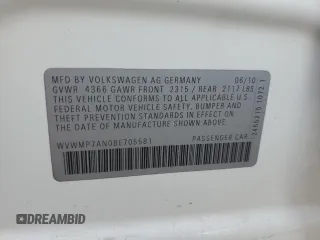 MFD BY VOLKSWAGEN AG GERMANY 06/10
GVWR 4366 GAWR FRONT 2315 / REAR 2117 LBS
THIS VEHICLE CONFORMS TO ALL APPLICABLE U.S.
FEDERAL MOTOR VEHICLE SAFETY, BUMPER AND
THEFT PREVENTION STANDARDS IN EFFECT ON THE
DATE OF MANUFACTURE SHOWN ABOVE.
WVWMP7AN0BE706581 PASSENGER CAR
DREAMBID